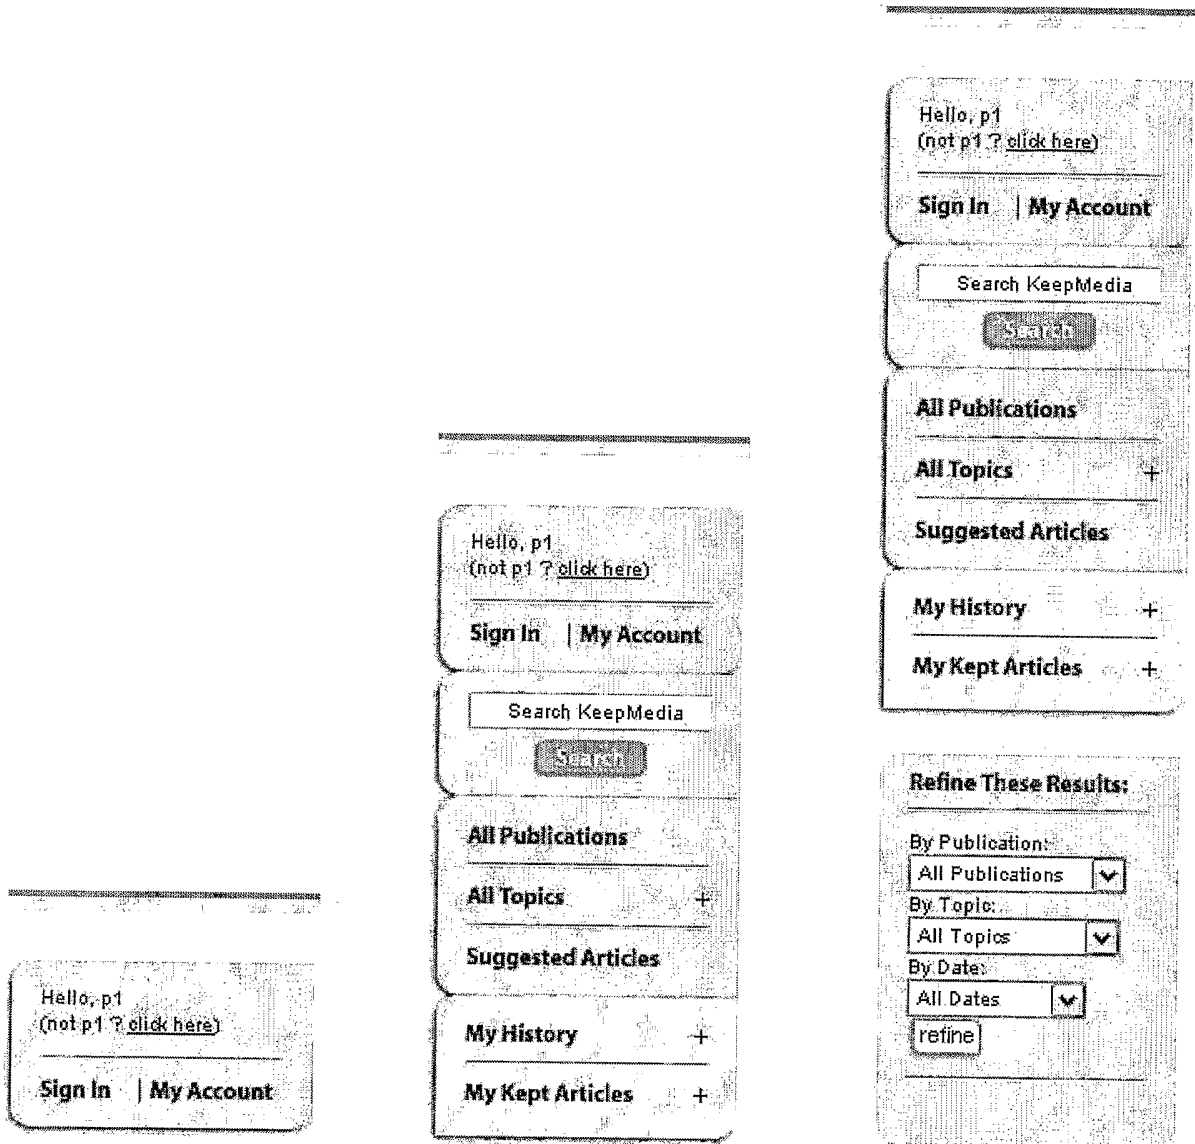 Hello, p1
(not p1 ? click here)
Sign In | My Account
Hello, p1
(not p1 ? click here)
Sign In | My Account
Search KeepMedia
Search
All Publications
All Topics +
Suggested Articles
My History +
My Kept Articles +
Hello, p1
(not p1 ? click here)
Sign In | My Account
Search KeepMedia
Search
All Publications
All Topics +
Suggested Articles
My History +
My Kept Articles +
Refine These Results:
By Publication:
All Publications
By Topic:
All Topics
By Date:
All Dates
refine